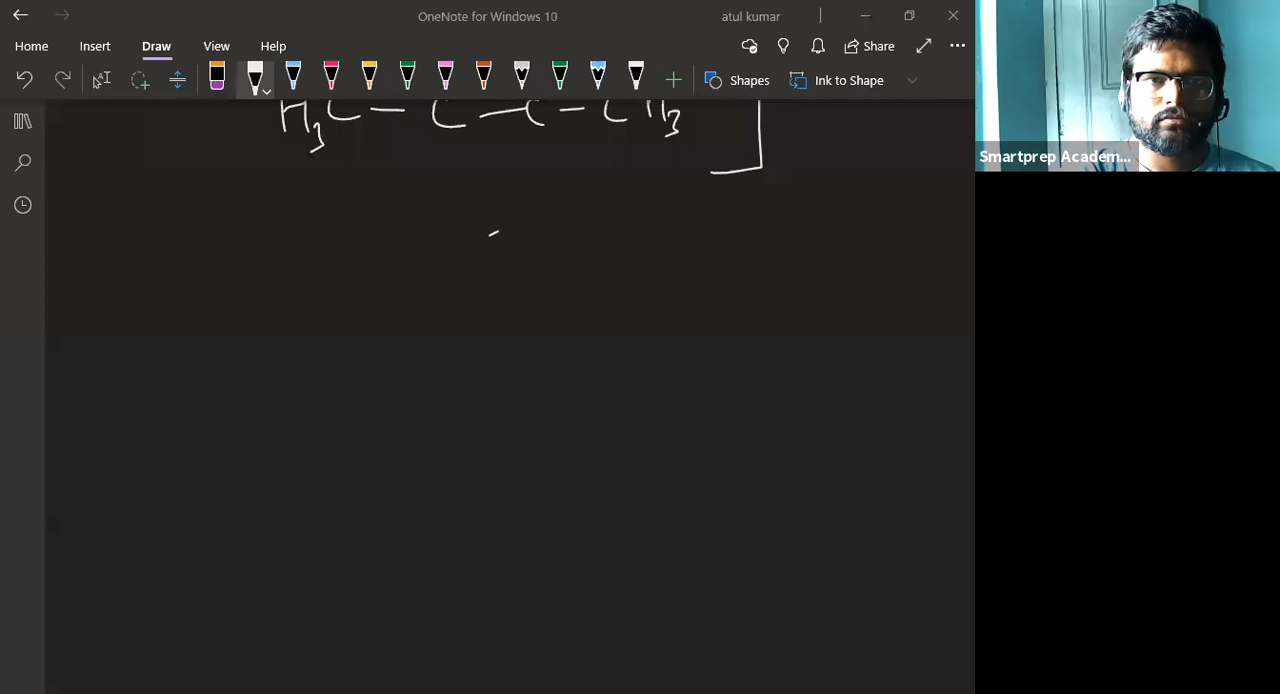 OneNote for Windows 10
atul kumar
Home Insert Draw View Help
Share
Shapes
Ink to Shape
H3C - C - C - CH3
Smartprep Academ...